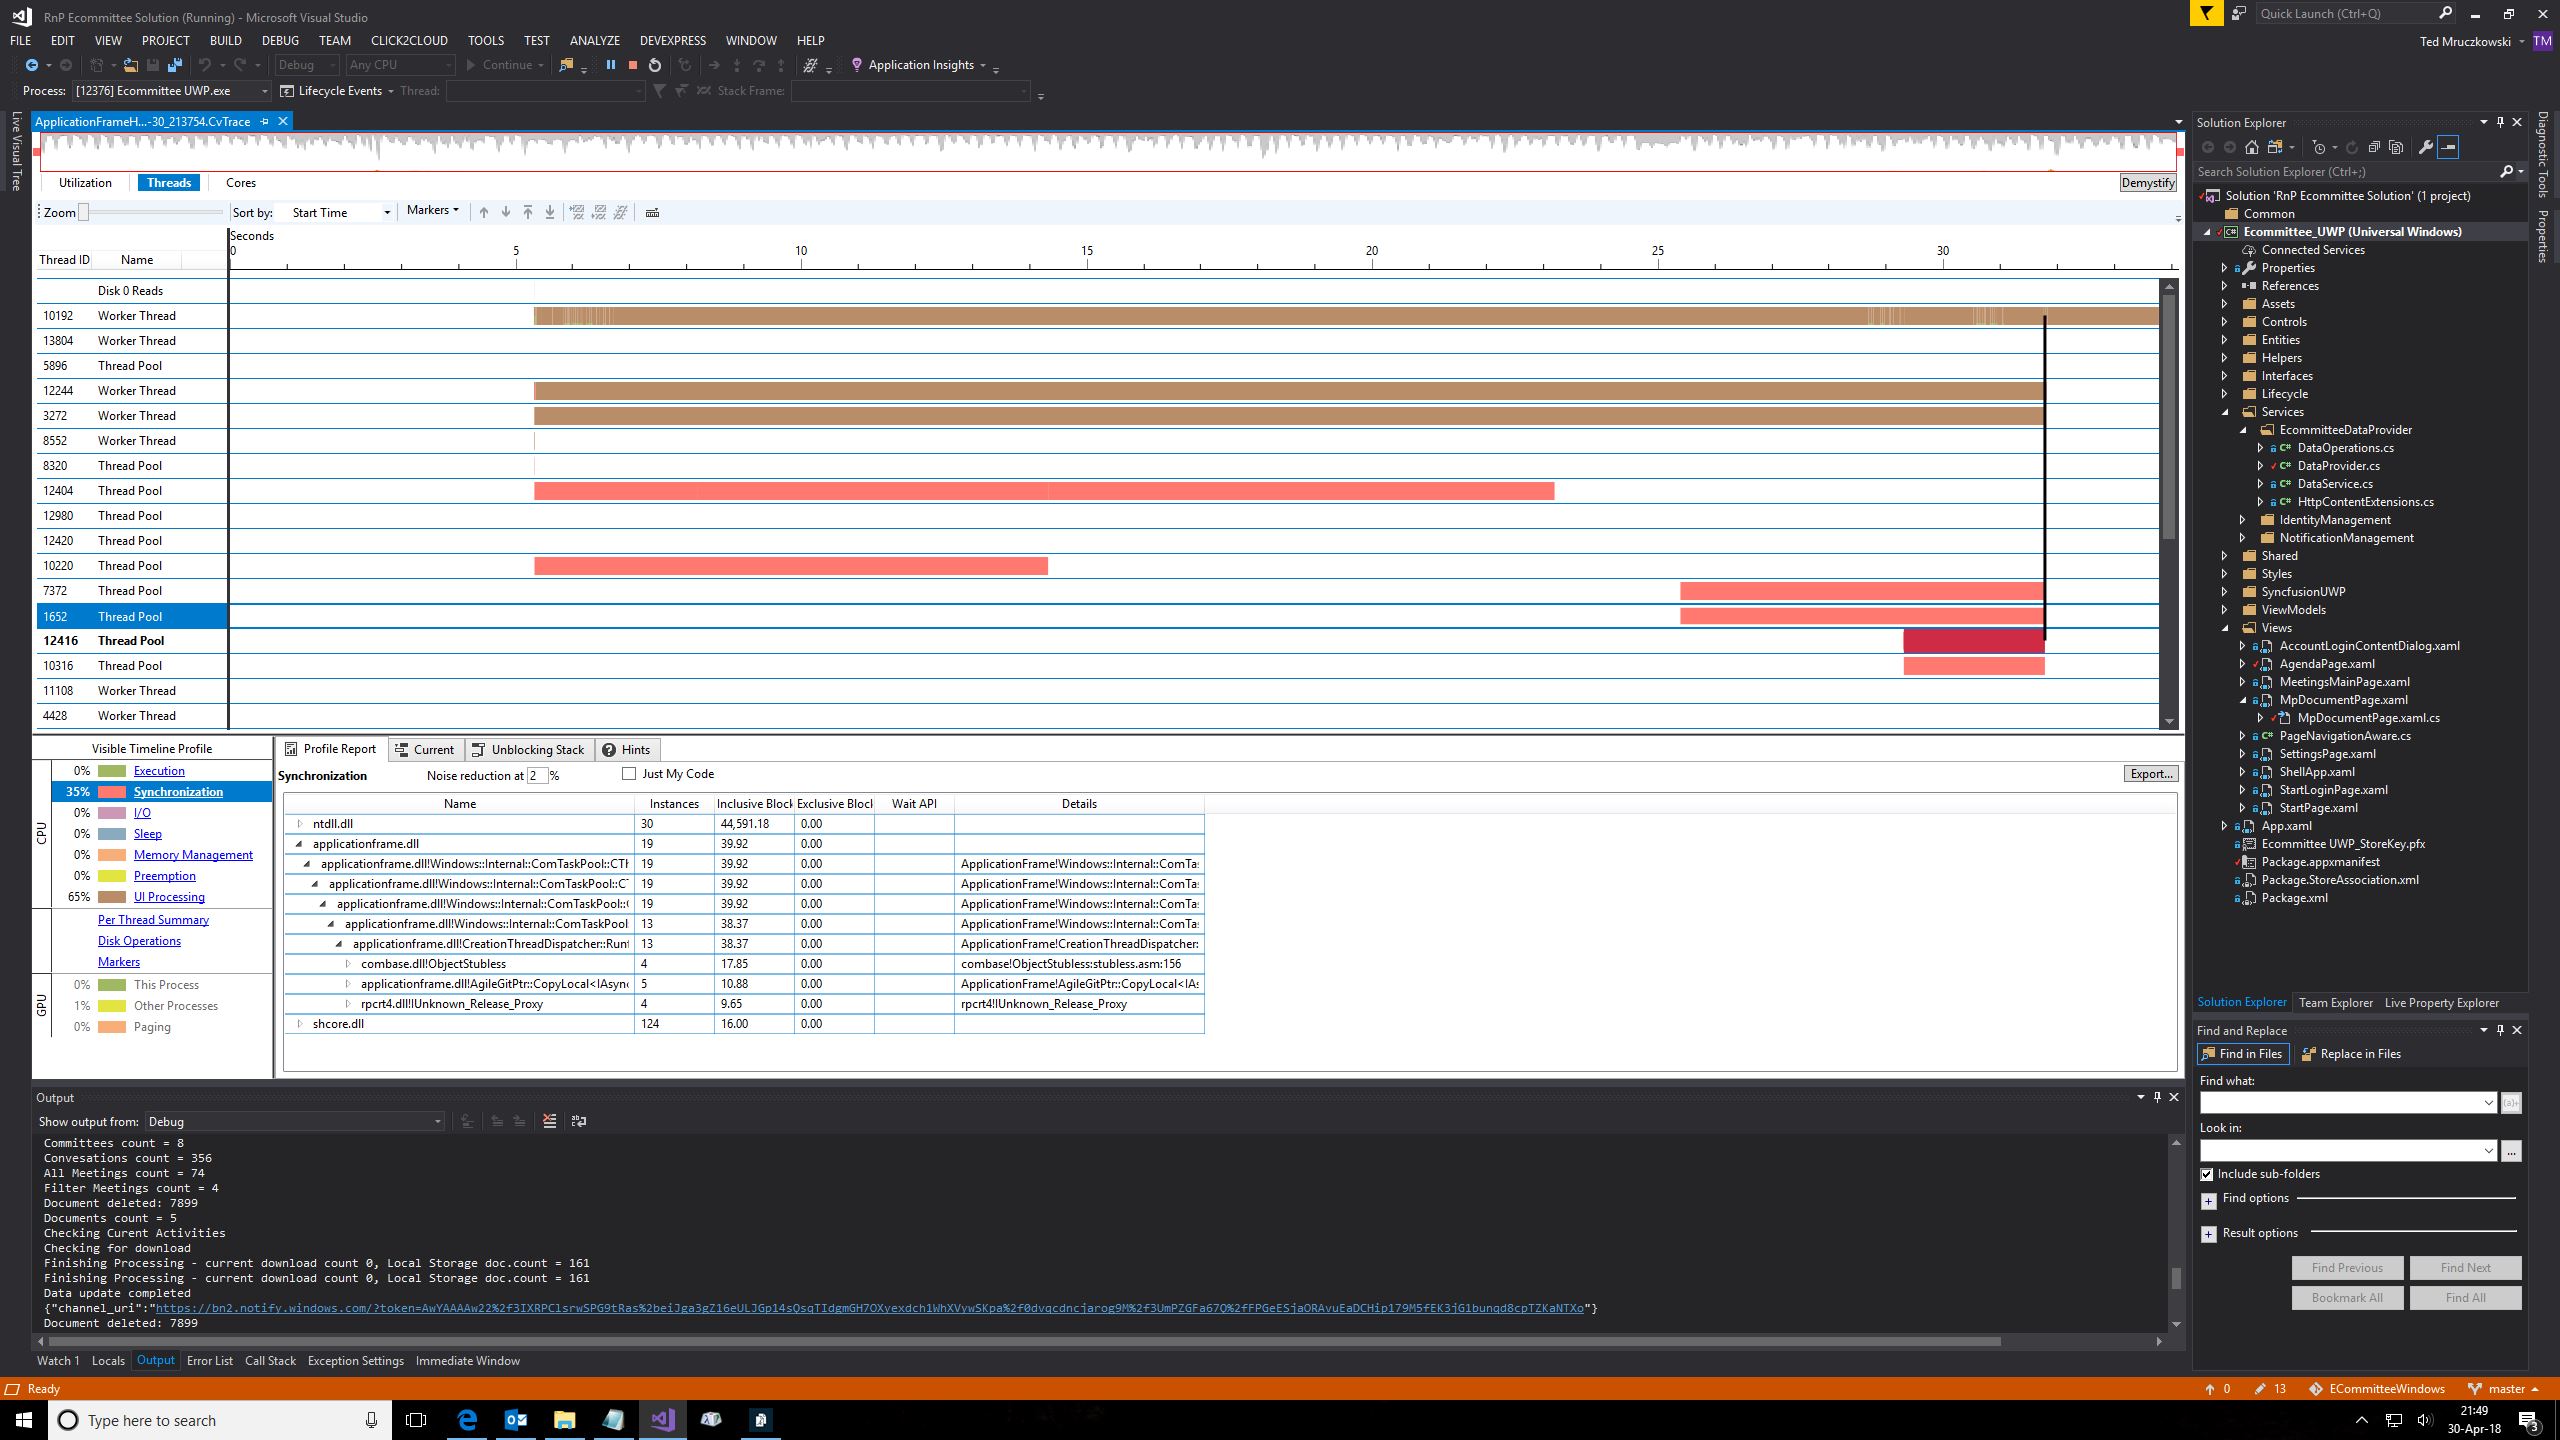 RnP Ecommittee Solution (Running) - Microsoft Visual Studio
Quick Launch (Ctrl+Q)
FILE EDIT VIEW PROJECT BUILD DEBUG TEAM CLICK2CLOUD TOOLS TEST ANALYZE DEVEXPRESS WINDOW HELP
Ted Mruczkowski TM
Debug Any CPU Continue Application Insights
Process: [12376] Ecommittee UWP.exe Lifecycle Events Thread: Stack Frame:
Live Visual Tree
ApplicationFrameH...-30_213754.CvTrace
Utilization Threads Cores
Demystify
Zoom Sort by: Start Time Markers
Seconds
0 5 10 15 20 25 30
Thread ID Name
Disk 0 Reads
10192 Worker Thread
13804 Worker Thread
5896 Thread Pool
12244 Worker Thread
3272 Worker Thread
8552 Worker Thread
8320 Thread Pool
12404 Thread Pool
12980 Thread Pool
12420 Thread Pool
10220 Thread Pool
7372 Thread Pool
1652 Thread Pool
12416 Thread Pool
10316 Thread Pool
11108 Worker Thread
4428 Worker Thread
Visible Timeline Profile
CPU
0% Execution
35% Synchronization
0% I/O
0% Sleep
0% Memory Management
0% Preemption
65% UI Processing
Per Thread Summary
Disk Operations
Markers
GPU
0% This Process
1% Other Processes
0% Paging
Profile Report Current Unblocking Stack Hints
Synchronization Noise reduction at 2 % Just My Code
Export...
Name Instances Inclusive Block Exclusive Block Wait API Details
ntdll.dll 30 44,591.18 0.00
applicationframe.dll 19 39.92 0.00
applicationframe.dll!Windows::Internal::ComTaskPool::CTh 19 39.92 0.00 ApplicationFrame!Windows::Internal::ComTa
applicationframe.dll!Windows::Internal::ComTaskPool::CT 19 39.92 0.00 ApplicationFrame!Windows::Internal::ComTa
applicationframe.dll!Windows::Internal::ComTaskPool::( 19 39.92 0.00 ApplicationFrame!Windows::Internal::ComTa
applicationframe.dll!Windows::Internal::ComTaskPool 13 38.37 0.00 ApplicationFrame!Windows::Internal::ComTa
applicationframe.dll!CreationThreadDispatcher::Run 13 38.37 0.00 ApplicationFrame!CreationThreadDispatcher:
combase.dll!ObjectStubless 4 17.85 0.00 combase!ObjectStubless:stubless.asm:156
applicationframe.dll!AgileGitPtr::CopyLocal<IAsyn 5 10.88 0.00 ApplicationFrame!AgileGitPtr::CopyLocal<IA
rpcrt4.dll!IUnknown_Release_Proxy 4 9.65 0.00 rpcrt4!IUnknown_Release_Proxy
shcore.dll 124 16.00 0.00
Output
Show output from: Debug
Committees count = 8
Convesations count = 356
All Meetings count = 74
Filter Meetings count = 4
Document deleted: 7899
Documents count = 5
Checking Curent Activities
Checking for download
Finishing Processing - current download count 0, Local Storage doc.count = 161
Finishing Processing - current download count 0, Local Storage doc.count = 161
Data update completed
{"channel_uri":"https://bn2.notify.windows.com/?token=AwYAAAAw22%2f3IXRPClsrwSPG9tRas%2beiJga3gZ16eULJGp14sQsqTIdgmGH7OXyexdch1WhXVywSKpa%2f0dvqcdncjarog9M%2f3UmPZGFa67Q%2fFPGeESjaORAvuEaDCHip179M5fEK3jG1bunqd8cpTZKaNTXo"}
Document deleted: 7899
Watch 1 Locals Output Error List Call Stack Exception Settings Immediate Window
Solution Explorer
Search Solution Explorer (Ctrl+;)
Solution 'RnP Ecommittee Solution' (1 project)
Common
Ecommittee_UWP (Universal Windows)
Connected Services
Properties
References
Assets
Controls
Entities
Helpers
Interfaces
Lifecycle
Services
EcommitteeDataProvider
DataOperations.cs
DataProvider.cs
DataService.cs
HttpContentExtensions.cs
IdentityManagement
NotificationManagement
Shared
Styles
SyncfusionUWP
ViewModels
Views
AccountLoginContentDialog.xaml
AgendaPage.xaml
MeetingsMainPage.xaml
MpDocumentPage.xaml
MpDocumentPage.xaml.cs
PageNavigationAware.cs
SettingsPage.xaml
ShellApp.xaml
StartLoginPage.xaml
StartPage.xaml
App.xaml
Ecommittee UWP_StoreKey.pfx
Package.appxmanifest
Package.StoreAssociation.xml
Package.xml
Solution Explorer Team Explorer Live Property Explorer
Diagnostic Tools
Properties
Find and Replace
Find in Files Replace in Files
Find what:
(a)+
Look in:
...
Include sub-folders
Find options
Result options
Find Previous Find Next
Bookmark All Find All
Ready
0 13 ECommitteeWindows master
Type here to search
21:49
30-Apr-18
3